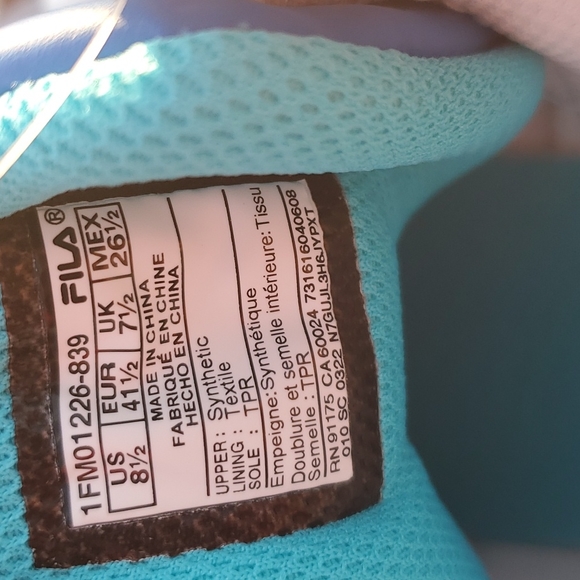 1FM01226-839 FILA®
US EUR UK MEX
8½ 41½ 7½ 26½
MADE IN CHINA
FABRIQUÉ EN CHINE
HECHO EN CHINA
UPPER : Synthetic
LINING : Textile
SOLE : TPR
Empeigne:Synthétique
Doublure et semelle intérieure: Tissu
Semelle : TPR
RN 91175 CA 60024 731616040608
010 SC 0322 N7GUJL3H6JYPXT